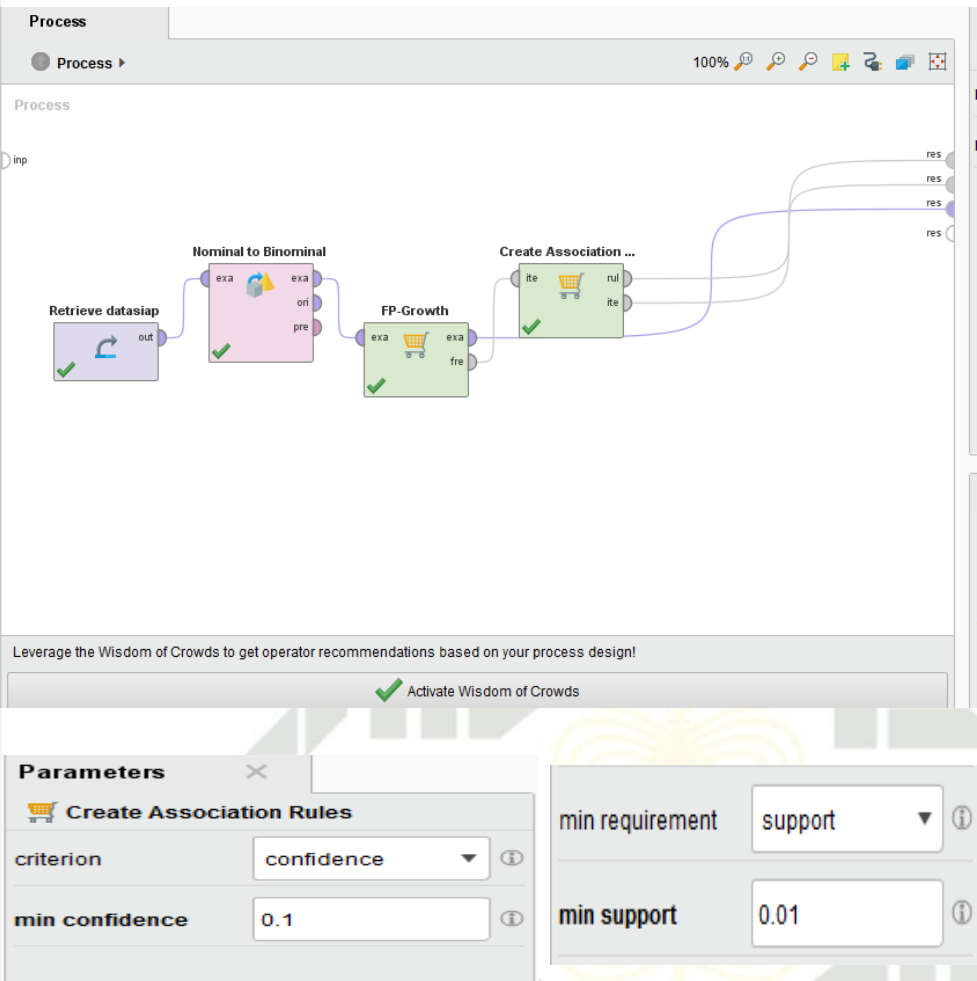 Process
Process
100%
Process
inp
res
res
res
res
Nominal to Binominal
exa
exa
ori
pre
Create Association ...
ite
rul
ite
Retrieve datasiap
out
FP-Growth
exa
exa
fre
Leverage the Wisdom of Crowds to get operator recommendations based on your process design!
Activate Wisdom of Crowds
Parameters
Create Association Rules
criterion
confidence
min confidence
0.1
min requirement
support
min support
0.01